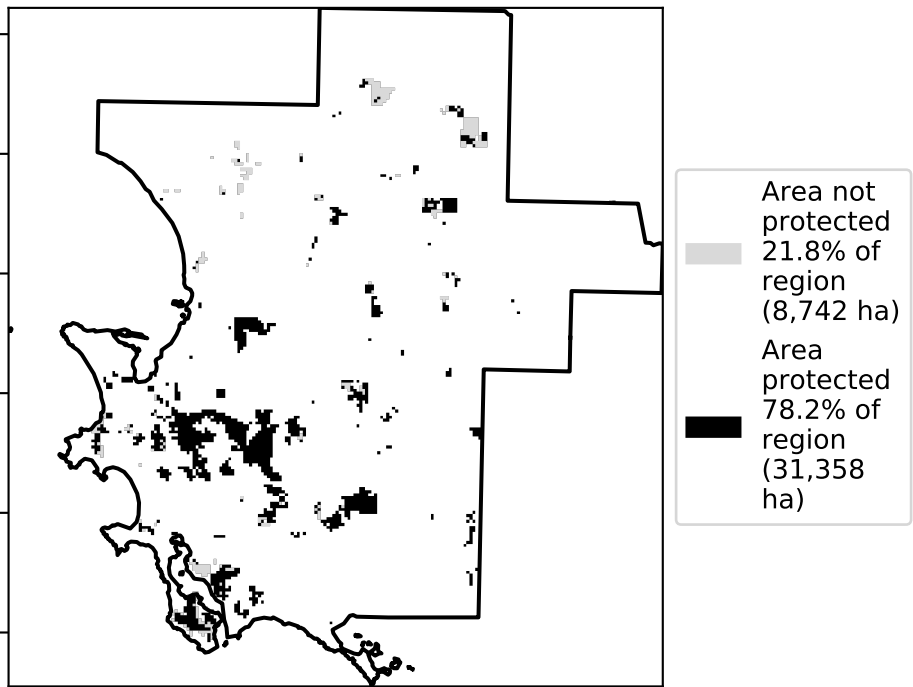 Area not
protected
21.8% of
region
(8,742 ha)
Area
protected
78.2% of
region
(31,358
ha)